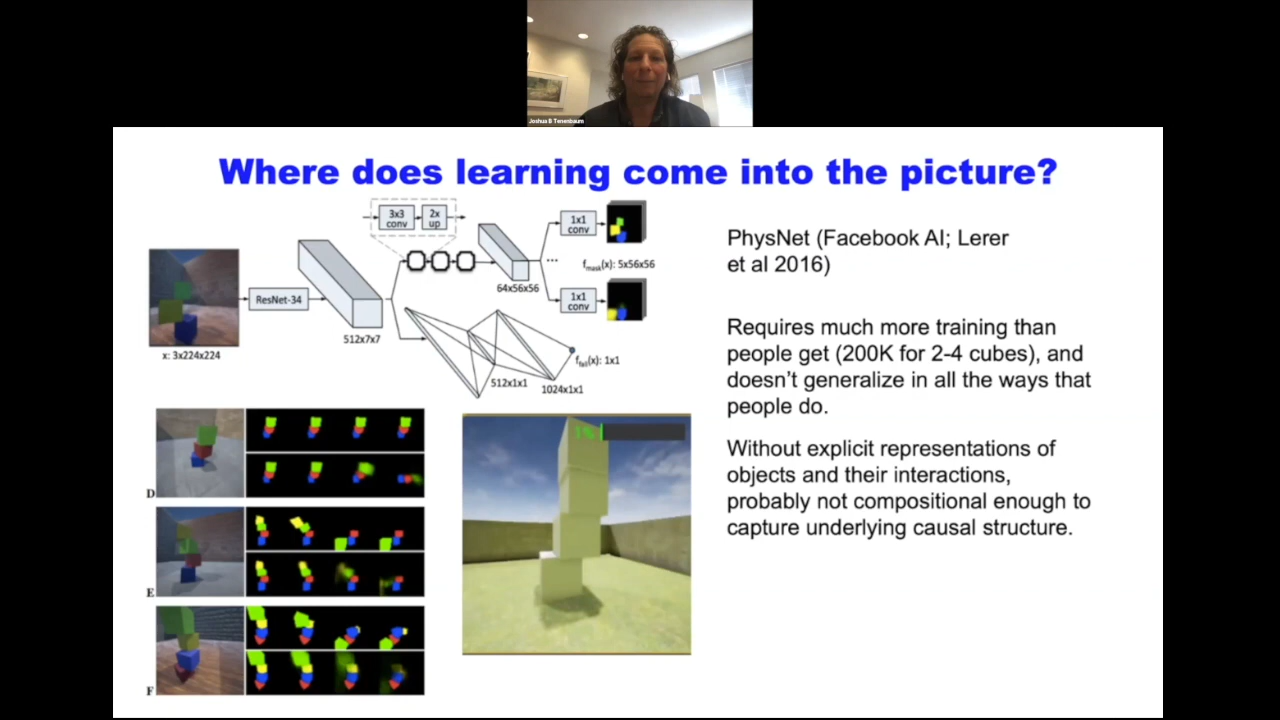 Joshua B Tenenbaum
Where does learning come into the picture?
3x3
conv
2x
up
1x1
conv
ResNet-34
512x7x7
x: 3x224x224
64x56x56
...
fmask(x): 5x56x56
1x1
conv
ffall(x): 1x1
512x1x1
1024x1x1
D
E
F
PhysNet (Facebook AI; Lerer
et al 2016)
Requires much more training than
people get (200K for 2-4 cubes), and
doesn’t generalize in all the ways that
people do.
Without explicit representations of
objects and their interactions,
probably not compositional enough to
capture underlying causal structure.